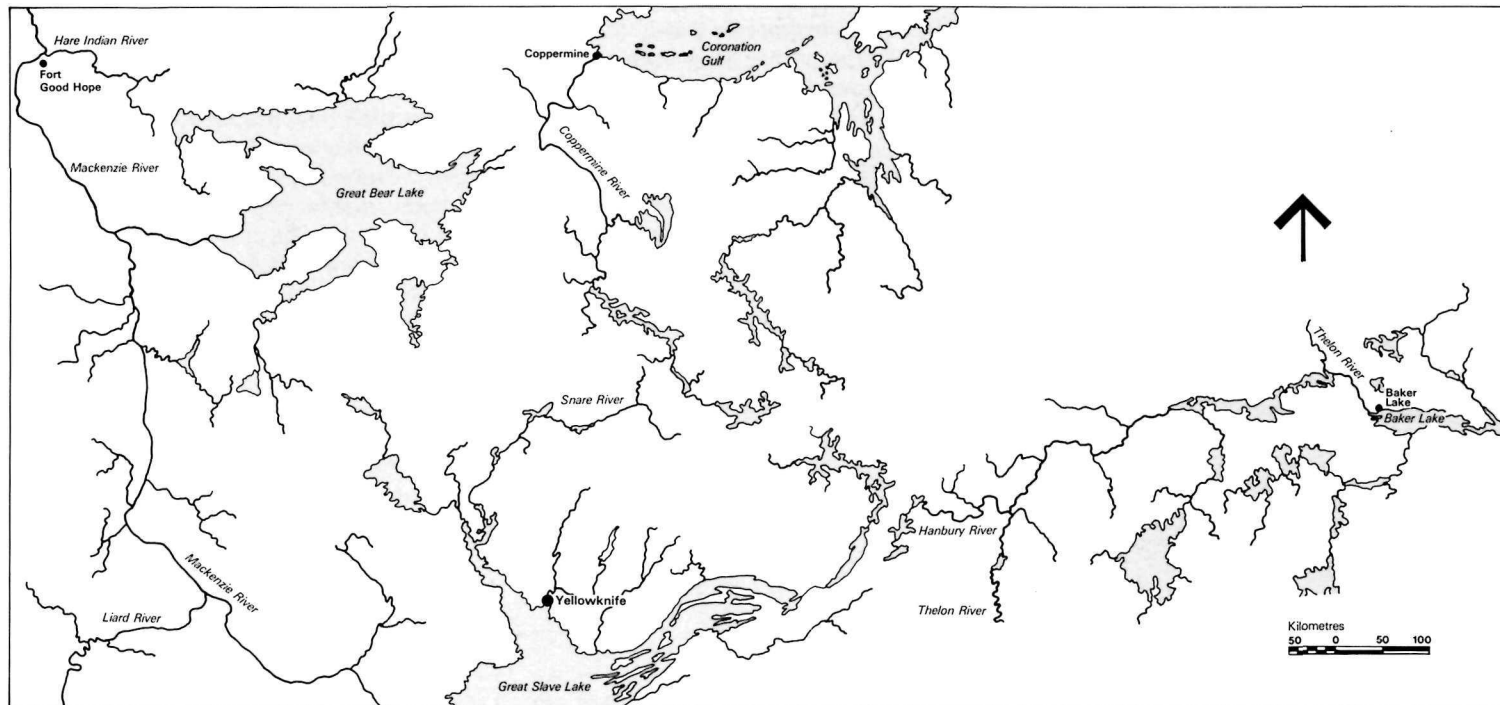 Hare Indian River
Fort
Good Hope
Mackenzie River
Great Bear Lake
Coppermine
Coronation
Gulf
Coppermine River
Snare River
Thelon River
Baker
Lake
Baker Lake
Hanbury River
Thelon River
Mackenzie River
Liard River
Yellowknife
Great Slave Lake
Kilometres
50 0 50 100